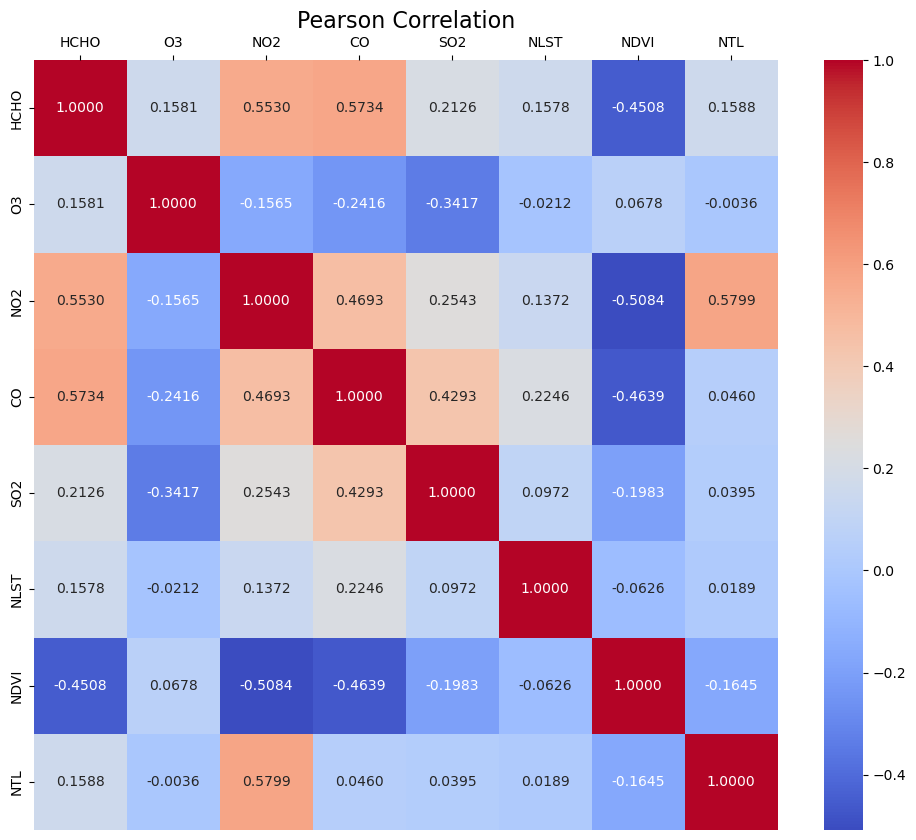 Pearson Correlation
HCHO O3 NO2 CO SO2 NLST NDVI NTL
HCHO 1.0000 0.1581 0.5530 0.5734 0.2126 0.1578 -0.4508 0.1588
O3 0.1581 1.0000 -0.1565 -0.2416 -0.3417 -0.0212 0.0678 -0.0036
NO2 0.5530 -0.1565 1.0000 0.4693 0.2543 0.1372 -0.5084 0.5799
CO 0.5734 -0.2416 0.4693 1.0000 0.4293 0.2246 -0.4639 0.0460
SO2 0.2126 -0.3417 0.2543 0.4293 1.0000 0.0972 -0.1983 0.0395
NLST 0.1578 -0.0212 0.1372 0.2246 0.0972 1.0000 -0.0626 0.0189
NDVI -0.4508 0.0678 -0.5084 -0.4639 -0.1983 -0.0626 1.0000 -0.1645
NTL 0.1588 -0.0036 0.5799 0.0460 0.0395 0.0189 -0.1645 1.0000
1.0
0.8
0.6
0.4
0.2
0.0
−0.2
−0.4